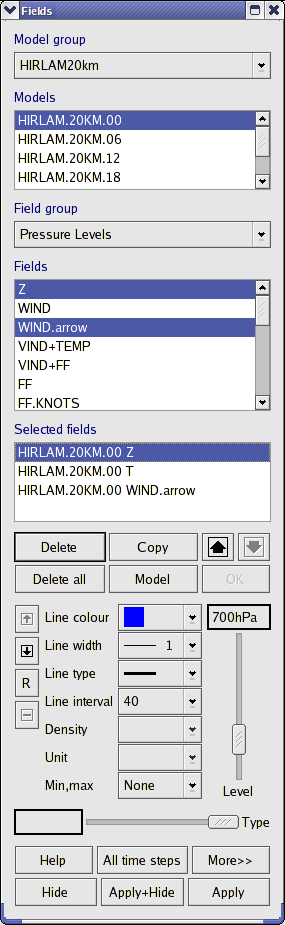 Fields
Model group
HIRLAM20km
Models
HIRLAM.20KM.00
HIRLAM.20KM.06
HIRLAM.20KM.12
HIRLAM.20KM.18
Field group
Pressure Levels
Fields
Z
WIND
WIND.arrow
VIND+TEMP
VIND+FF
FF
FF.KNOTS
Selected fields
HIRLAM.20KM.00 Z
HIRLAM.20KM.00 T
HIRLAM.20KM.00 WIND.arrow
Delete Copy
Delete all Model OK
Line colour 700hPa
Line width 1
R Line type
Line interval 40
Density
Unit
Min,max None Level
Type
Help All time steps More>>
Hide Apply+Hide Apply